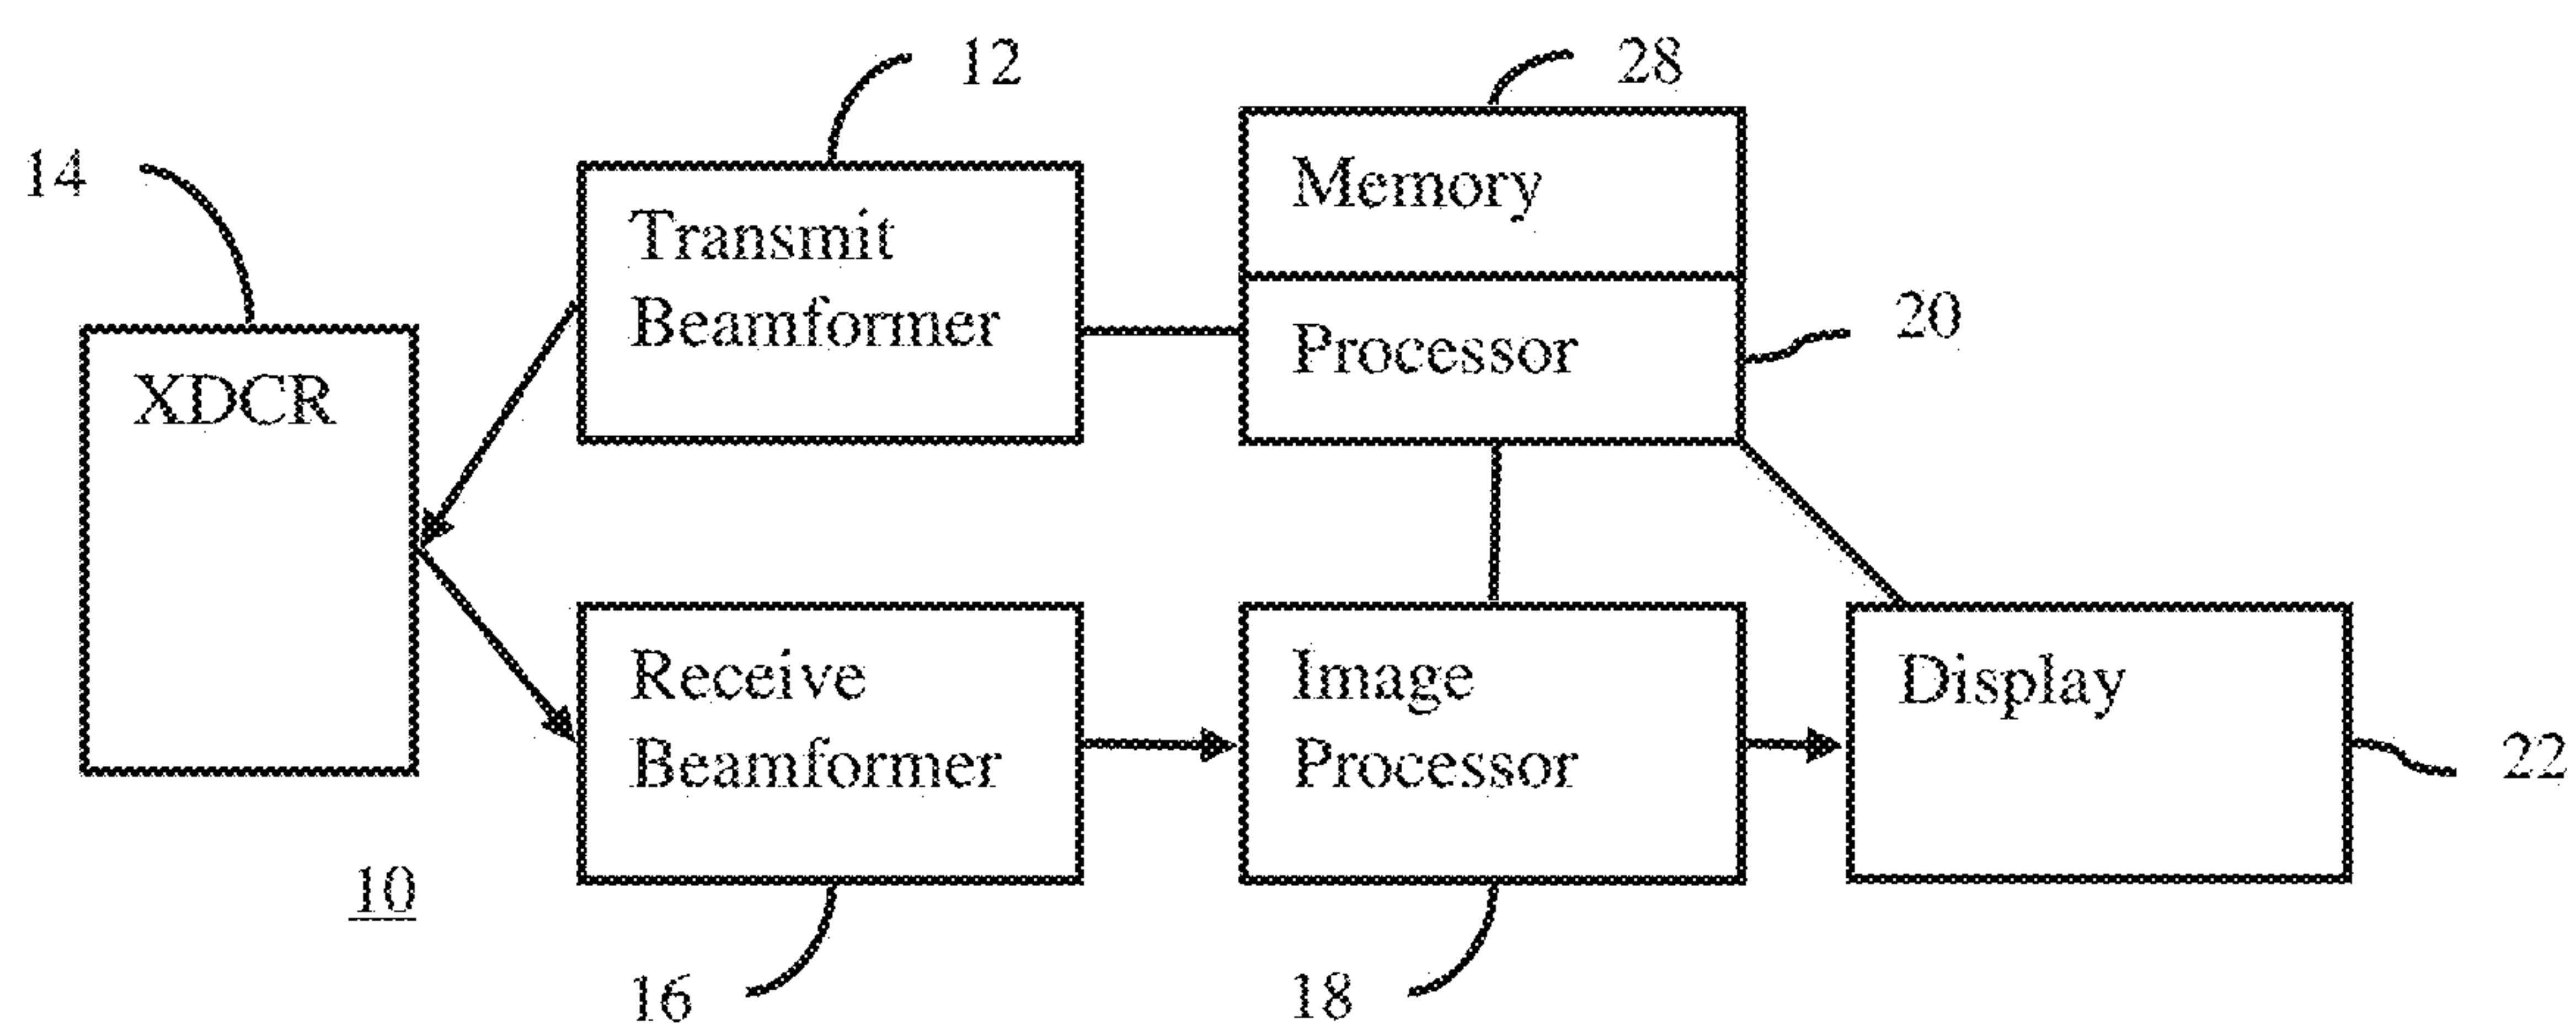 12
28
14
Transmit
Beamformer
Memory
Processor
20
XDCR
Receive
Beamformer
Image
Processor
Display
22
10
16
18